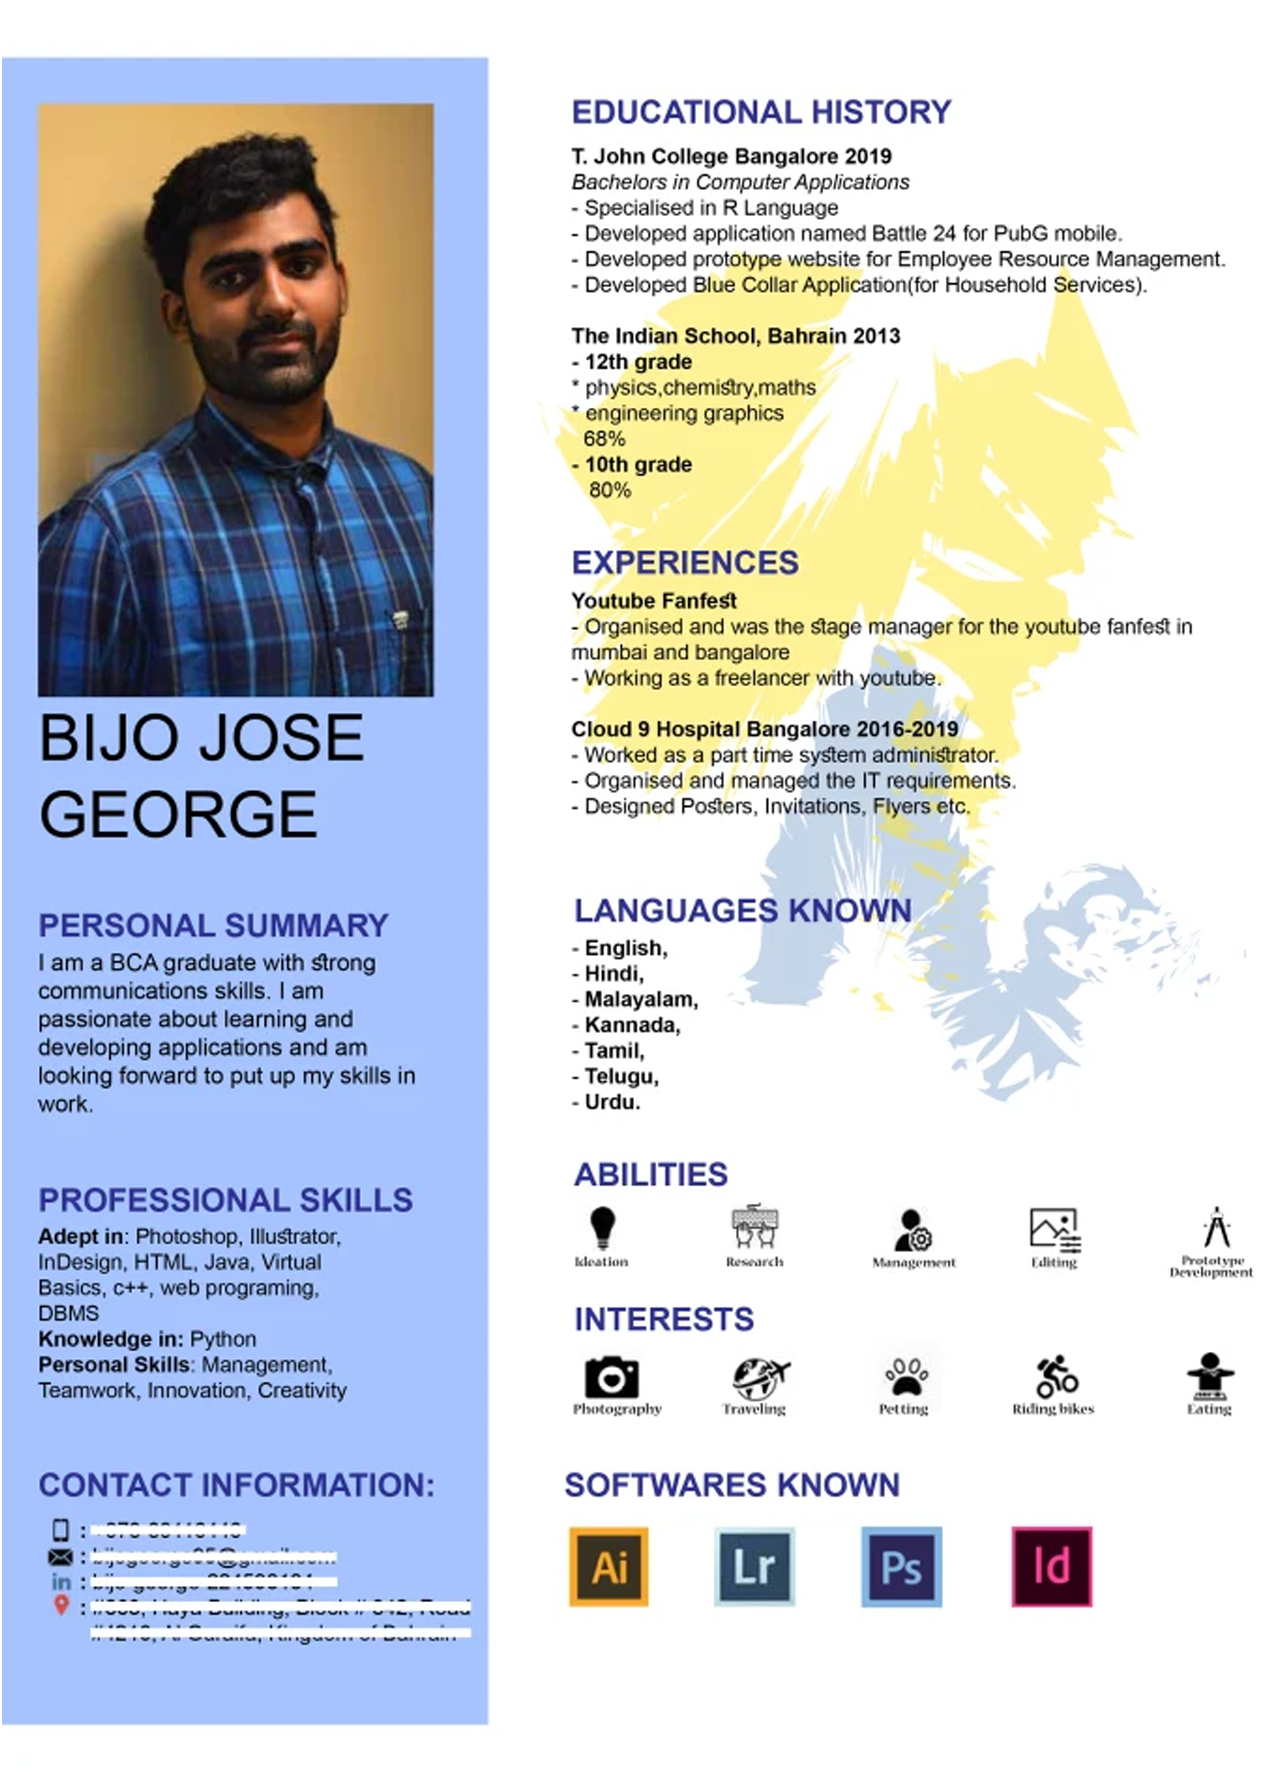 BIJO JOSE
GEORGE
PERSONAL SUMMARY
I am a BCA graduate with strong
communications skills. I am
passionate about learning and
developing applications and am
looking forward to put up my skills in
work.
PROFESSIONAL SKILLS
Adept in: Photoshop, Illustrator,
InDesign, HTML, Java, Virtual
Basics, c++, web programing,
DBMS
Knowledge in: Python
Personal Skills: Management,
Teamwork, Innovation, Creativity
CONTACT INFORMATION:
:
:
in :
:
EDUCATIONAL HISTORY
T. John College Bangalore 2019
Bachelors in Computer Applications
- Specialised in R Language
- Developed application named Battle 24 for PubG mobile.
- Developed prototype website for Employee Resource Management.
- Developed Blue Collar Application(for Household Services).
The Indian School, Bahrain 2013
- 12th grade
* physics,chemistry,maths
* engineering graphics
68%
- 10th grade
80%
EXPERIENCES
Youtube Fanfest
- Organised and was the stage manager for the youtube fanfest in
mumbai and bangalore
- Working as a freelancer with youtube.
Cloud 9 Hospital Bangalore 2016-2019
- Worked as a part time system administrator.
- Organised and managed the IT requirements.
- Designed Posters, Invitations, Flyers etc.
LANGUAGES KNOWN
- English,
- Hindi,
- Malayalam,
- Kannada,
- Tamil,
- Telugu,
- Urdu.
ABILITIES
Ideation Research Management Editing Prototype
Development
INTERESTS
Photography Traveling Petting Riding bikes Eating
SOFTWARES KNOWN
Ai Lr Ps Id